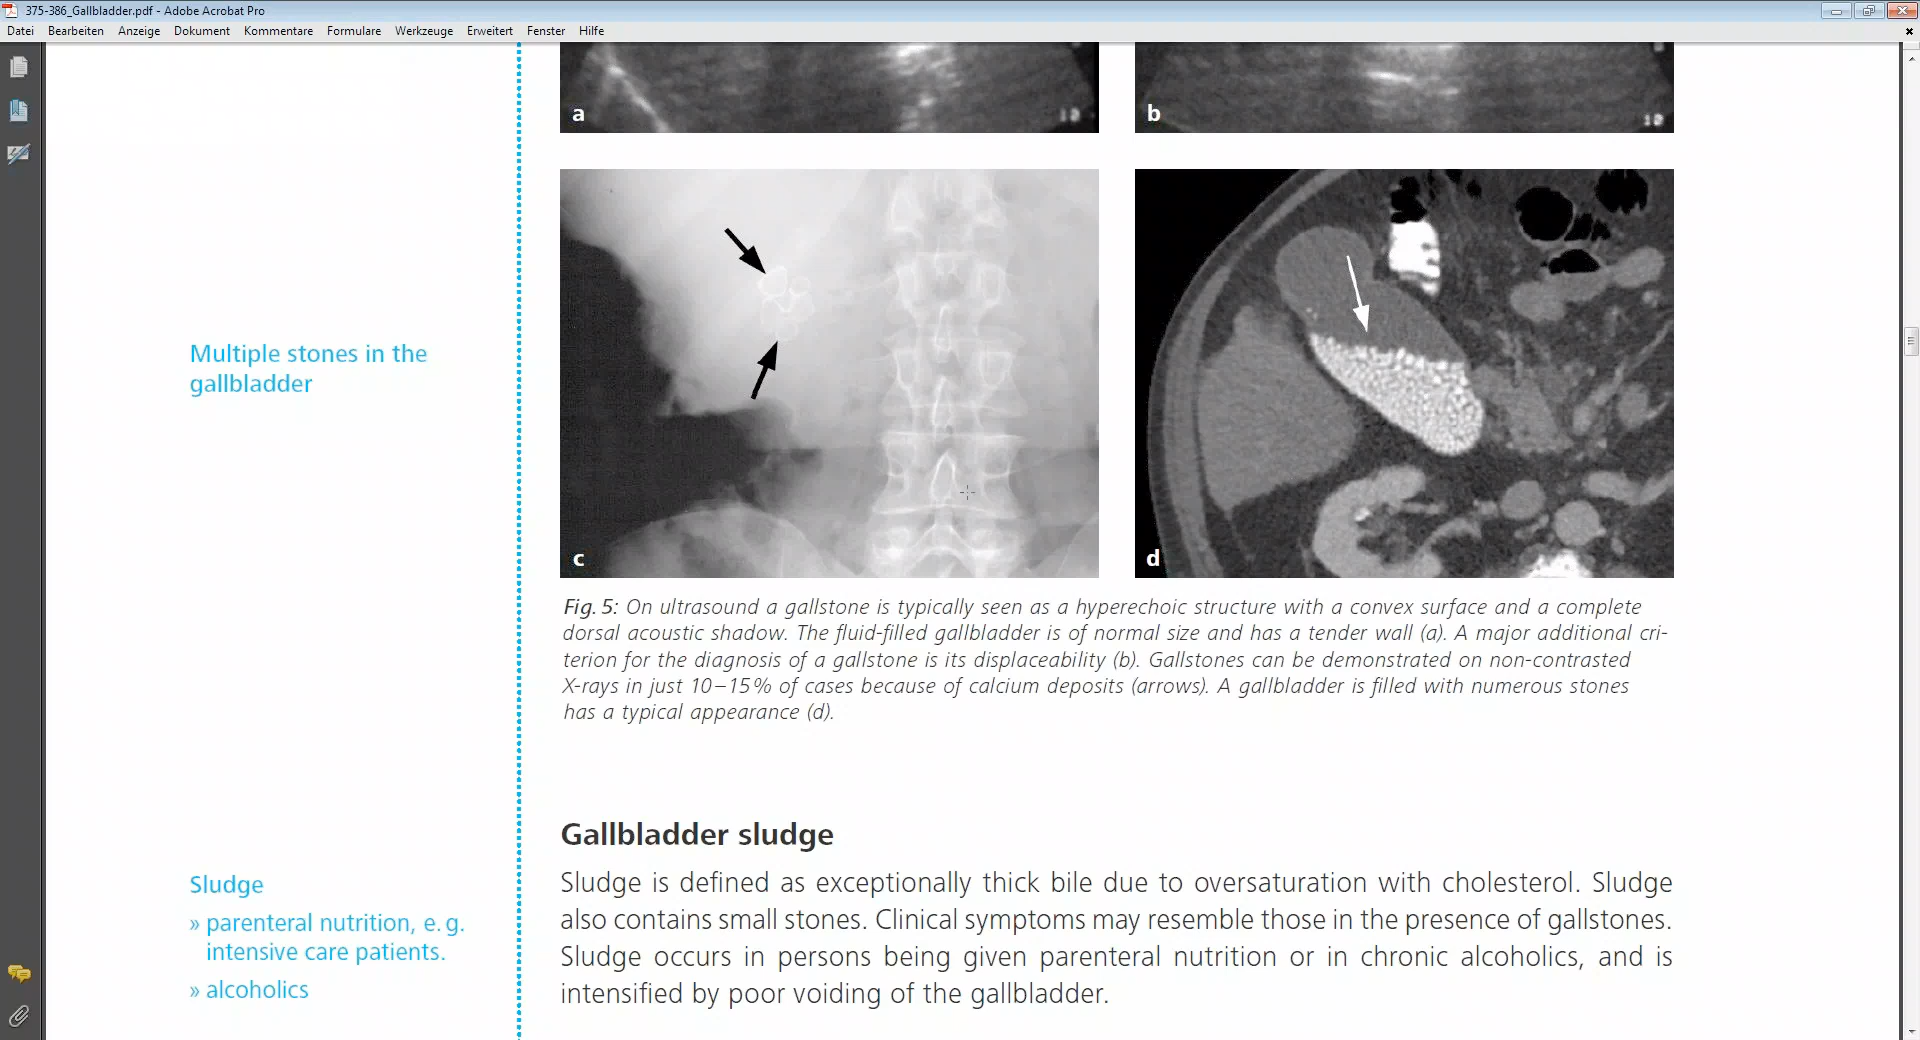 375-386_Gallbladder.pdf - Adobe Acrobat Pro
Datei Bearbeiten Anzeige Dokument Kommentare Formulare Werkzeuge Erweitert Fenster Hilfe
a
10
b
10
Multiple stones in the
gallbladder
c
d
Fig. 5: On ultrasound a gallstone is typically seen as a hyperechoic structure with a convex surface and a complete
dorsal acoustic shadow. The fluid-filled gallbladder is of normal size and has a tender wall (a). A major additional cri-
terion for the diagnosis of a gallstone is its displaceability (b). Gallstones can be demonstrated on non-contrasted
X-rays in just 10–15% of cases because of calcium deposits (arrows). A gallbladder is filled with numerous stones
has a typical appearance (d).
Gallbladder sludge
Sludge
» parenteral nutrition, e. g.
intensive care patients.
» alcoholics
Sludge is defined as exceptionally thick bile due to oversaturation with cholesterol. Sludge
also contains small stones. Clinical symptoms may resemble those in the presence of gallstones.
Sludge occurs in persons being given parenteral nutrition or in chronic alcoholics, and is
intensified by poor voiding of the gallbladder.